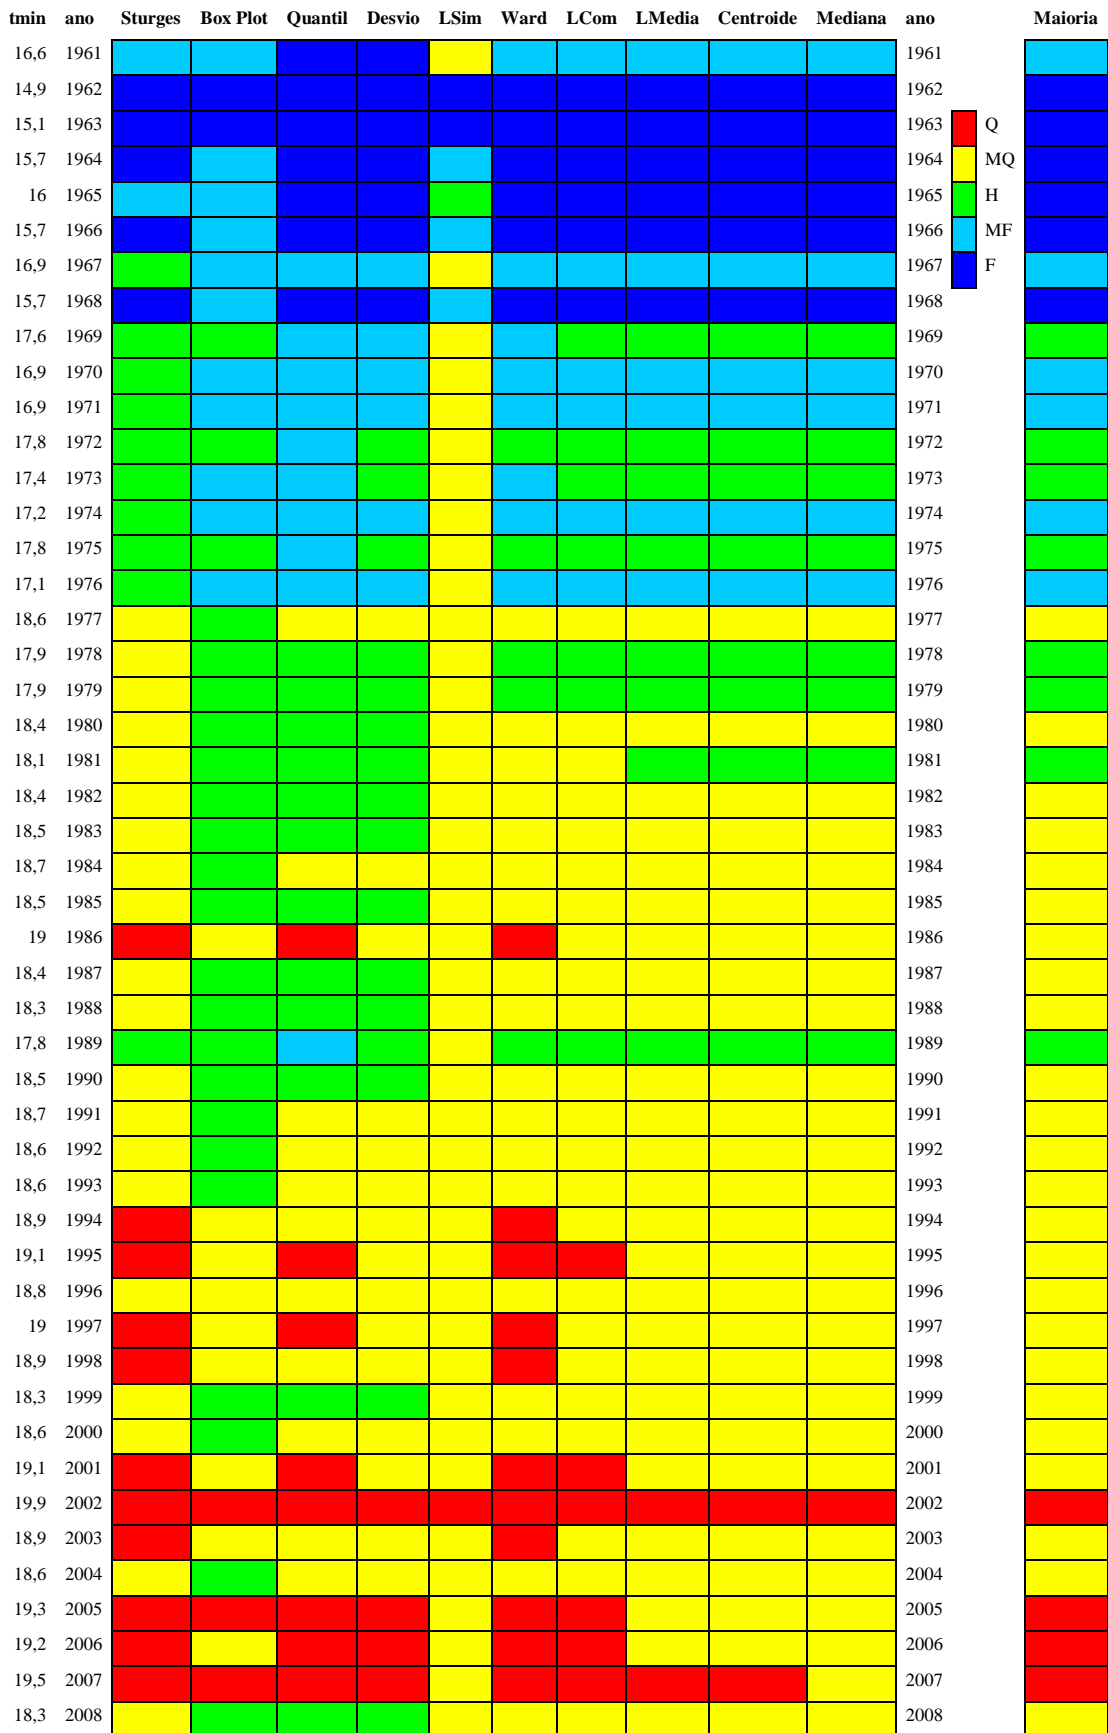 tmin ano Sturges Box Plot Quantil Desvio LSim Ward LCom LMedia Centroide Mediana ano Maioria
16,6 1961 1961
14,9 1962 1962
15,1 1963 1963 Q
15,7 1964 1964 MQ
16 1965 1965 H
15,7 1966 1966 MF
16,9 1967 1967 F
15,7 1968 1968
17,6 1969 1969
16,9 1970 1970
16,9 1971 1971
17,8 1972 1972
17,4 1973 1973
17,2 1974 1974
17,8 1975 1975
17,1 1976 1976
18,6 1977 1977
17,9 1978 1978
17,9 1979 1979
18,4 1980 1980
18,1 1981 1981
18,4 1982 1982
18,5 1983 1983
18,7 1984 1984
18,5 1985 1985
19 1986 1986
18,4 1987 1987
18,3 1988 1988
17,8 1989 1989
18,5 1990 1990
18,7 1991 1991
18,6 1992 1992
18,6 1993 1993
18,9 1994 1994
19,1 1995 1995
18,8 1996 1996
19 1997 1997
18,9 1998 1998
18,3 1999 1999
18,6 2000 2000
19,1 2001 2001
19,9 2002 2002
18,9 2003 2003
18,6 2004 2004
19,3 2005 2005
19,2 2006 2006
19,5 2007 2007
18,3 2008 2008